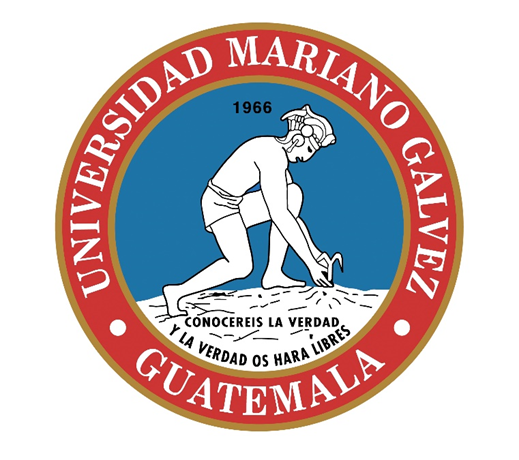 UNIVERSIDAD MARIANO GALVEZ
1966
CONOCEREIS LA VERDAD
Y LA VERDAD OS HARA LIBRES
• GUATEMALA •